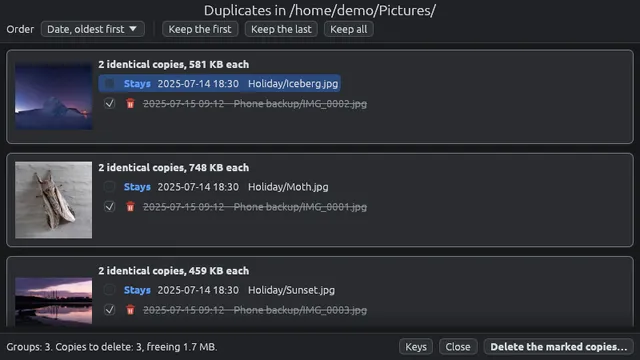 Duplicates in /home/demo/Pictures/
Order Date, oldest first Keep the first Keep the last Keep all
2 identical copies, 581 KB each
Stays 2025-07-14 18:30 Holiday/Iceberg.jpg
2025-07-15 09:12 Phone backup/IMG_0002.jpg
2 identical copies, 748 KB each
Stays 2025-07-14 18:30 Holiday/Moth.jpg
2025-07-15 09:12 Phone backup/IMG_0001.jpg
2 identical copies, 459 KB each
Stays 2025-07-14 18:30 Holiday/Sunset.jpg
2025-07-15 09:12 Phone backup/IMG_0003.jpg
Groups: 3. Copies to delete: 3, freeing 1.7 MB. Keys Close Delete the marked copies...